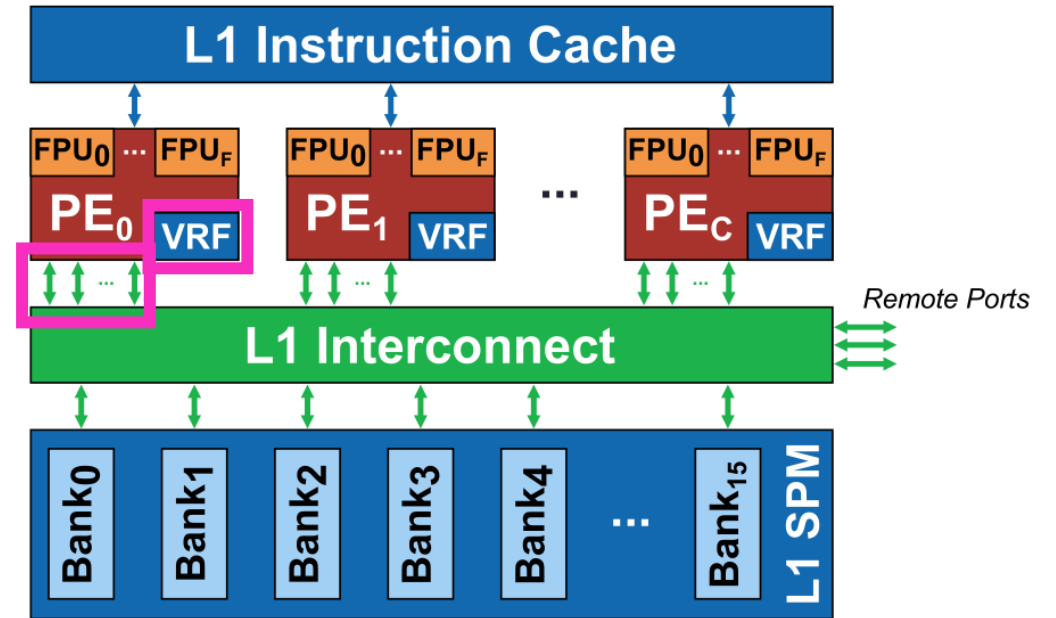 L1 Instruction Cache
FPU0 ... FPUF FPU0 ... FPUF FPU0 ... FPUF
PE0 PE1 ... PEC
VRF VRF VRF
... ... ...
Remote Ports
L1 Interconnect
Bank0 Bank1 Bank2 Bank3 Bank4 ... Bank15
L1 SPM